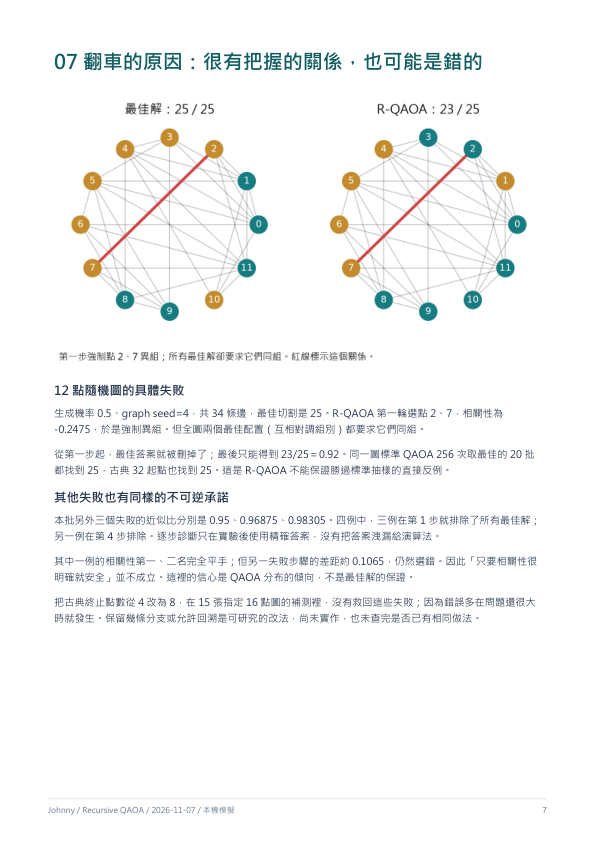 07 翻車的原因：很有把握的關係，也可能是錯的
最佳解：25 / 25
R-QAOA：23 / 25
3
4
2
5
1
6
0
7
11
8
10
9
3
4
2
5
1
6
0
7
11
8
10
9
第一步強制點 2、7 異組；所有最佳解卻要求它們同組。紅線標示這個關係。
12 點隨機圖的具體失敗
生成機率 0.5、graph seed=4，共 34 條邊，最佳切割是 25。R-QAOA 第一輪選點 2、7，相關性為
-0.2475，於是強制異組。但全圖兩個最佳配置（互相對調組別）都要求它們同組。
從第一步起，最佳答案就被刪掉了；最後只能得到 23/25 = 0.92。同一圖標準 QAOA 256 次取最佳的 20 批
都找到 25，古典 32 起點也找到 25。這是 R-QAOA 不能保證勝過標準抽樣的直接反例。
其他失敗也有同樣的不可逆承諾
本批另外三個失敗的近似比分別是 0.95、0.96875、0.98305。四例中，三例在第 1 步就排除了所有最佳解；
另一例在第 4 步排除。逐步診斷只在實驗後使用精確答案，沒有把答案洩漏給演算法。
其中一例的相關性第一、二名完全平手；但另一失敗步驟的差距約 0.1065，仍然選錯。因此「只要相關性很
明確就安全」並不成立。這裡的信心是 QAOA 分布的傾向，不是最佳解的保證。
把古典終止點數從 4 改為 8，在 15 張指定 16 點圖的補測裡，沒有救回這些失敗；因為錯誤多在問題還很大
時就發生。保留幾條分支或允許回溯是可研究的改法，尚未實作，也未查完是否已有相同做法。
Johnny / Recursive QAOA / 2026-11-07 / 本機模擬
7